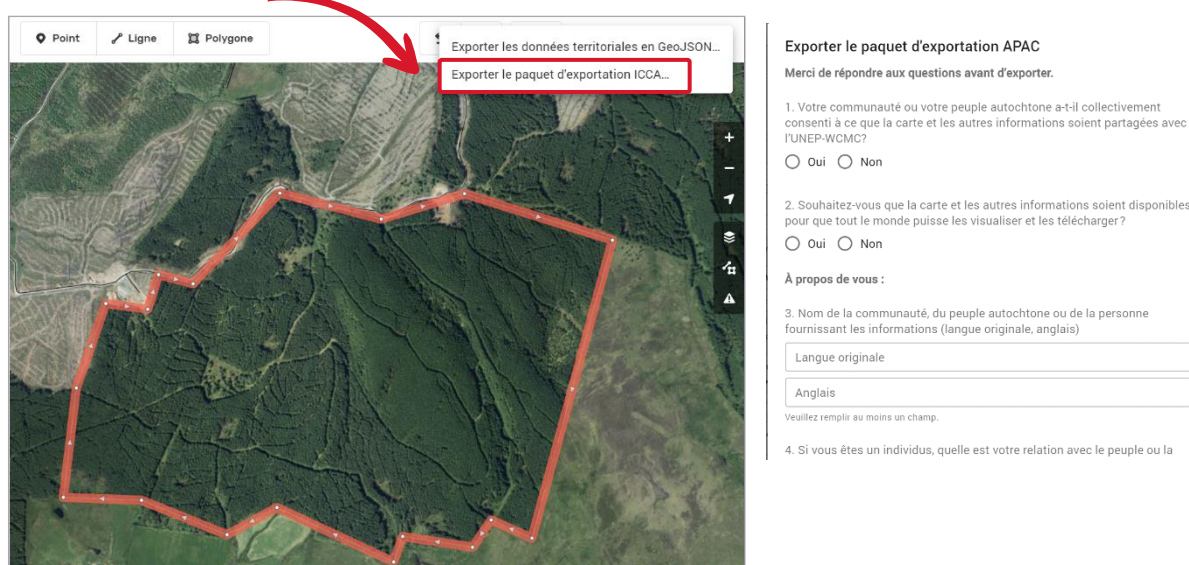 Point
Ligne
Polygone
Exporter les données territoriales en GeoJSON...
Exporter le paquet d'exportation ICCA...
Exporter le paquet d'exportation APAC
Merci de répondre aux questions avant d'exporter.
1. Votre communauté ou votre peuple autochtone a-t-il collectivement
consenti à ce que la carte et les autres informations soient partagées avec
l'UNEP-WCMC?
Oui Non
2. Souhaitez-vous que la carte et les autres informations soient disponibles
pour que tout le monde puisse les visualiser et les télécharger ?
Oui Non
À propos de vous :
3. Nom de la communauté, du peuple autochtone ou de la personne
fournissant les informations (langue originale, anglais)
Langue originale
Anglais
Veuillez remplir au moins un champ.
4. Si vous êtes un individu, quelle est votre relation avec le peuple ou la